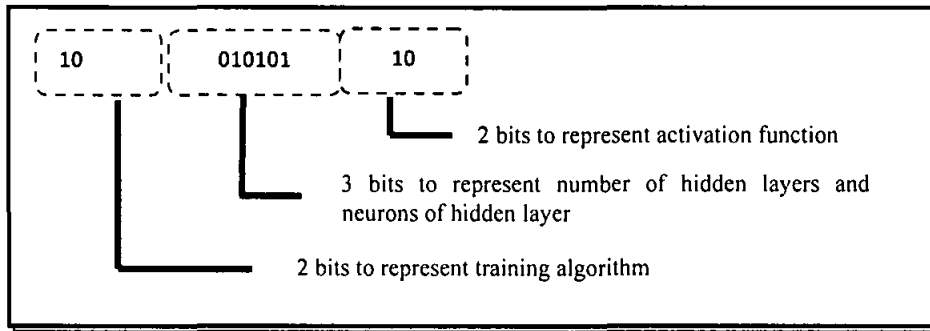 10 010101 10
2 bits to represent activation function
3 bits to represent number of hidden layers and
neurons of hidden layer
2 bits to represent training algorithm